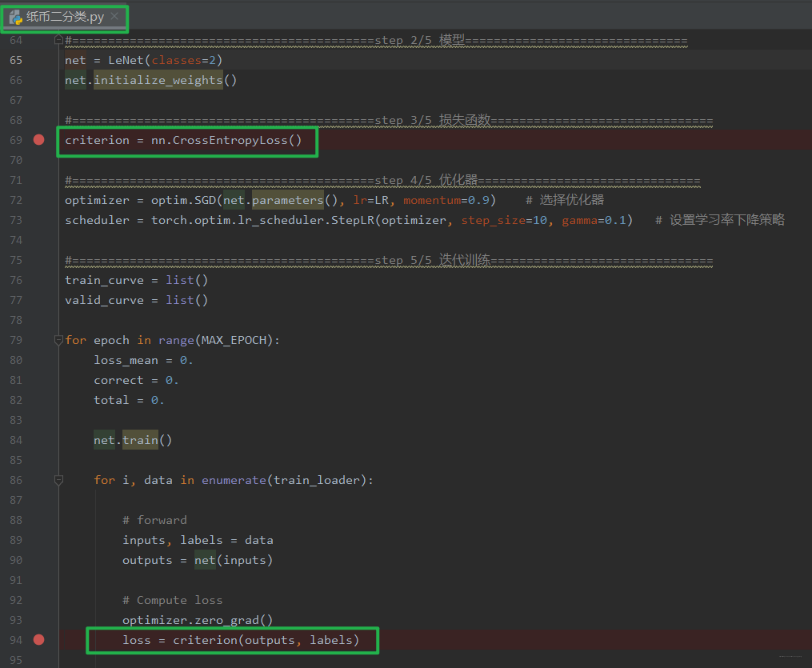 纸币二分类.py ×
64 #==========================================step 2/5 模型===============================
65 net = LeNet(classes=2)
66 net.initialize_weights()
67
68 #==========================================step 3/5 损失函数===============================
69 criterion = nn.CrossEntropyLoss()
70
71 #==========================================step 4/5 优化器===============================
72 optimizer = optim.SGD(net.parameters(), lr=LR, momentum=0.9)    # 选择优化器
73 scheduler = torch.optim.lr_scheduler.StepLR(optimizer, step_size=10, gamma=0.1)   # 设置学习率下降策略
74
75 #==========================================step 5/5 迭代训练===============================
76 train_curve = list()
77 valid_curve = list()
78
79 for epoch in range(MAX_EPOCH):
80     loss_mean = 0.
81     correct = 0.
82     total = 0.
83
84     net.train()
85
86     for i, data in enumerate(train_loader):
87
88         # forward
89         inputs, labels = data
90         outputs = net(inputs)
91
92         # Compute loss
93         optimizer.zero_grad()
94         loss = criterion(outputs, labels)
95